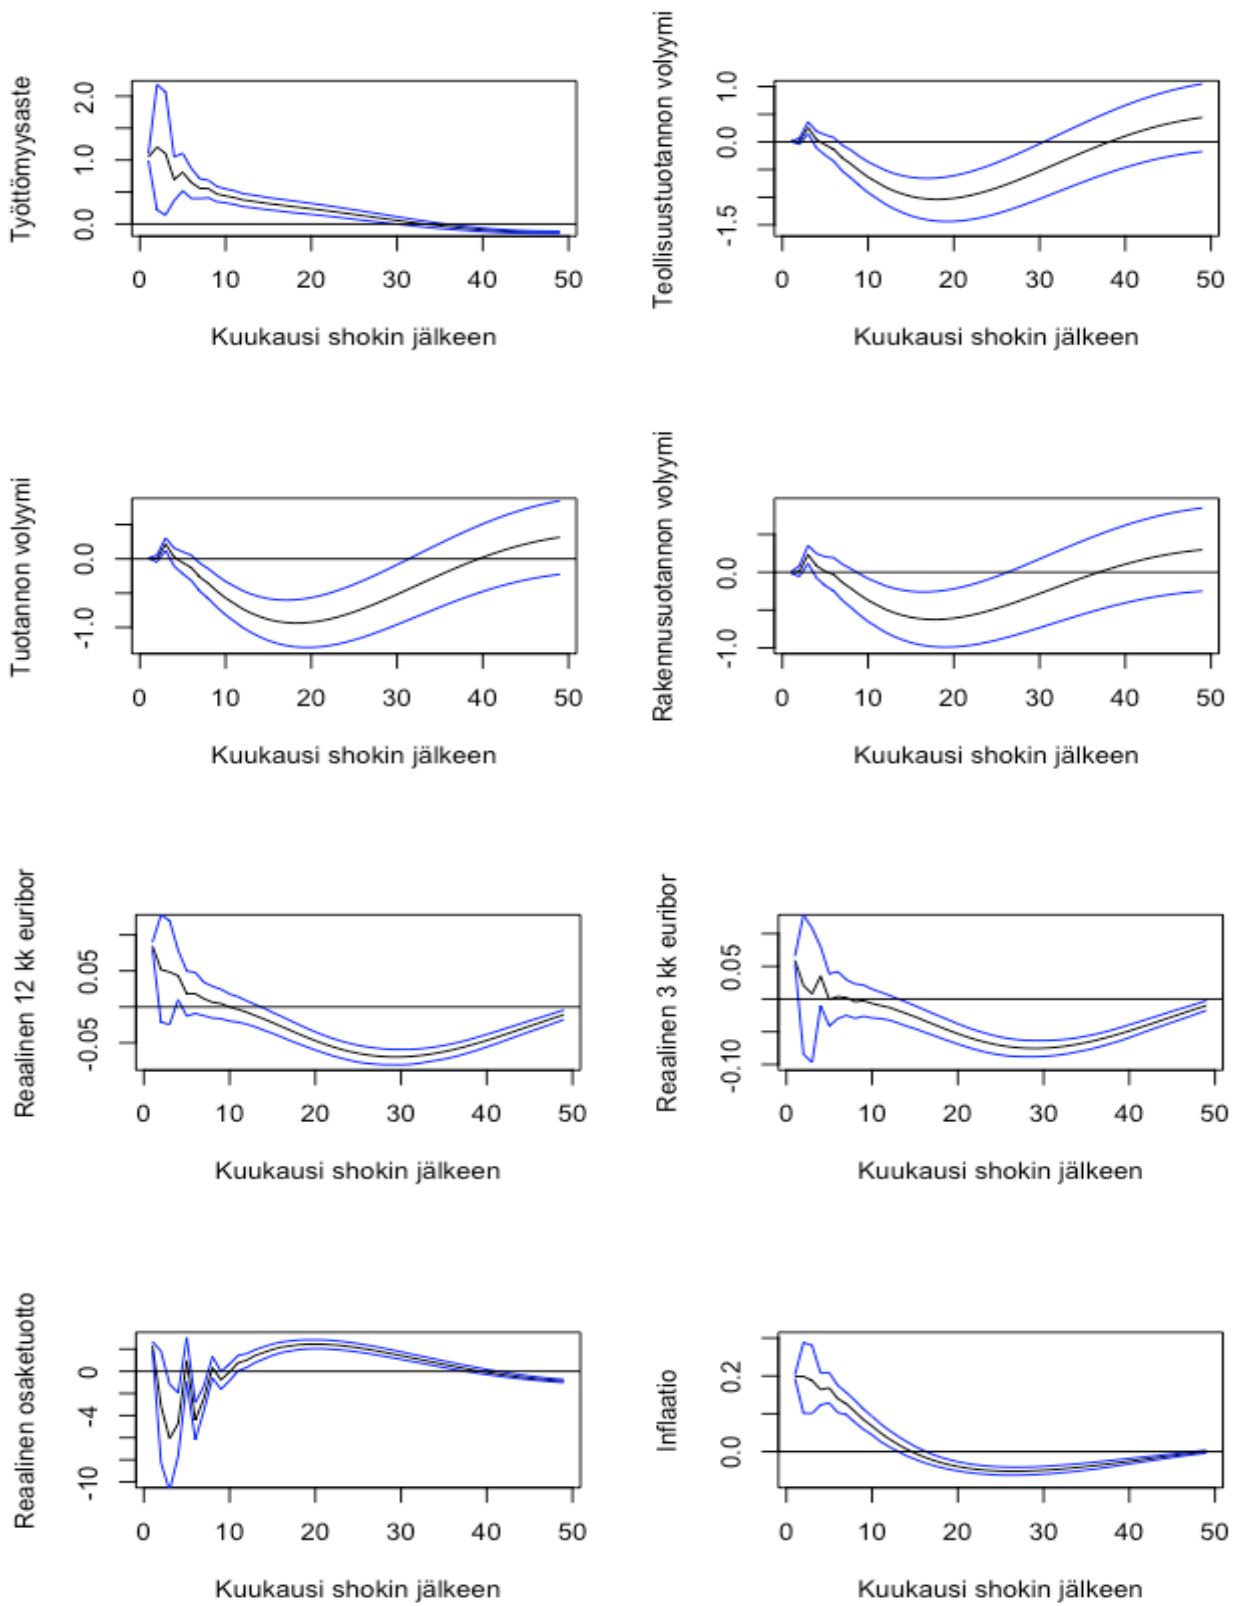 Työttömyysaste
2.0
1.0
0.0
0 10 20 30 40 50
Kuukausi shokin jälkeen
Teollisuustuotannon volyymi
1.0
0.0
-1.5
0 10 20 30 40 50
Kuukausi shokin jälkeen
Tuotannon volyymi
0.0
-1.0
0 10 20 30 40 50
Kuukausi shokin jälkeen
Rakennusuotannon volyymi
0.0
-1.0
0 10 20 30 40 50
Kuukausi shokin jälkeen
Reaalinen 12 kk euribor
0.05
-0.05
0 10 20 30 40 50
Kuukausi shokin jälkeen
Reaalinen 3 kk euribor
0.05
-0.10
0 10 20 30 40 50
Kuukausi shokin jälkeen
Reaalinen osaketuotto
0
-4
-10
0 10 20 30 40 50
Kuukausi shokin jälkeen
Inflaatio
0.2
0.0
0 10 20 30 40 50
Kuukausi shokin jälkeen